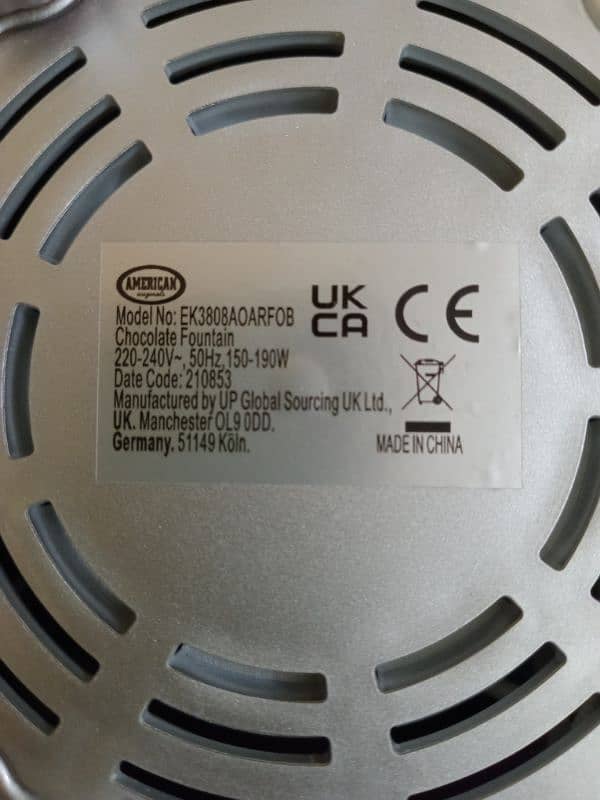 AMERICAN
originals
Model No: EK3808AOARFOB
Chocolate Fountain
220-240V~, 50Hz, 150-190W
Date Code: 210853
Manufactured by UP Global Sourcing UK Ltd.,
UK. Manchester OL9 0DD.
Germany. 51149 Köln.
UK
CA
CE
MADE IN CHINA